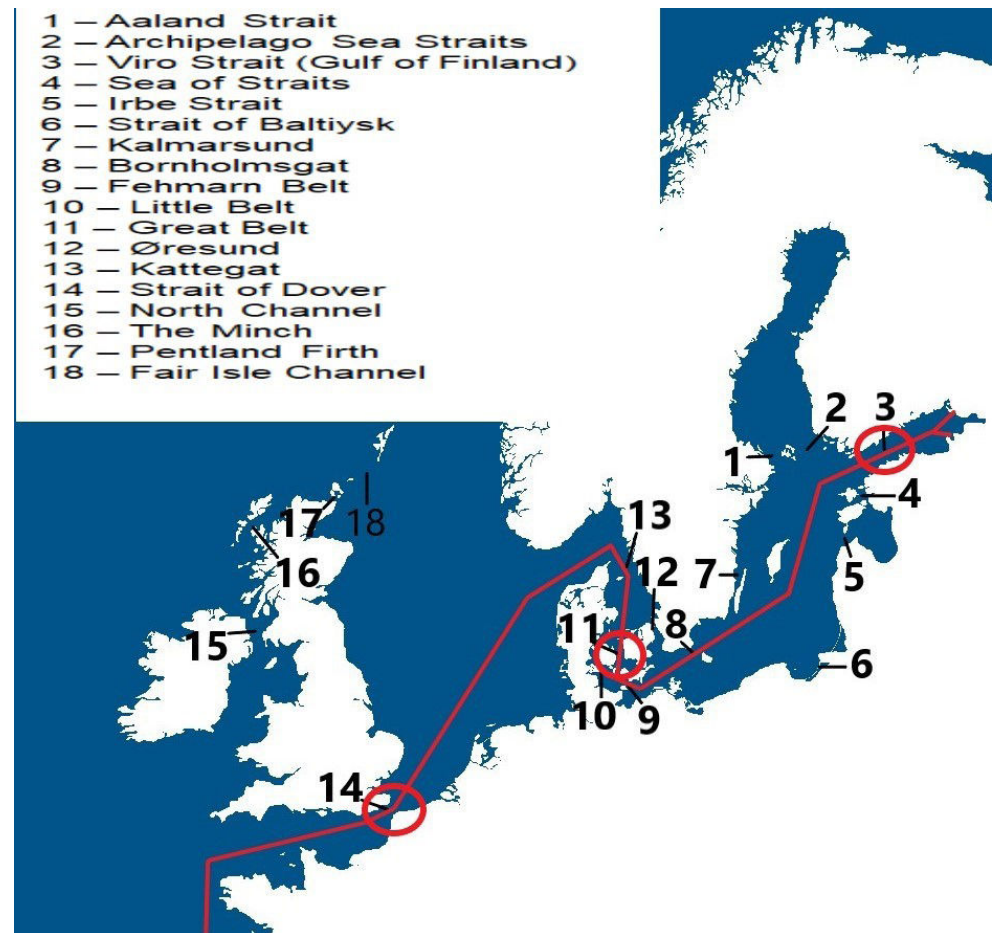 1 – Aaland Strait
2 – Archipelago Sea Straits
3 – Viro Strait (Gulf of Finland)
4 – Sea of Straits
5 – Irbe Strait
6 – Strait of Baltiysk
7 – Kalmarsund
8 – Bornholmsgat
9 – Fehmarn Belt
10 – Little Belt
11 – Great Belt
12 – Øresund
13 – Kattegat
14 – Strait of Dover
15 – North Channel
16 – The Minch
17 – Pentland Firth
18 – Fair Isle Channel
2
3
1
4
17
18
13
16
12
7
5
11
8
15
6
10
9
14